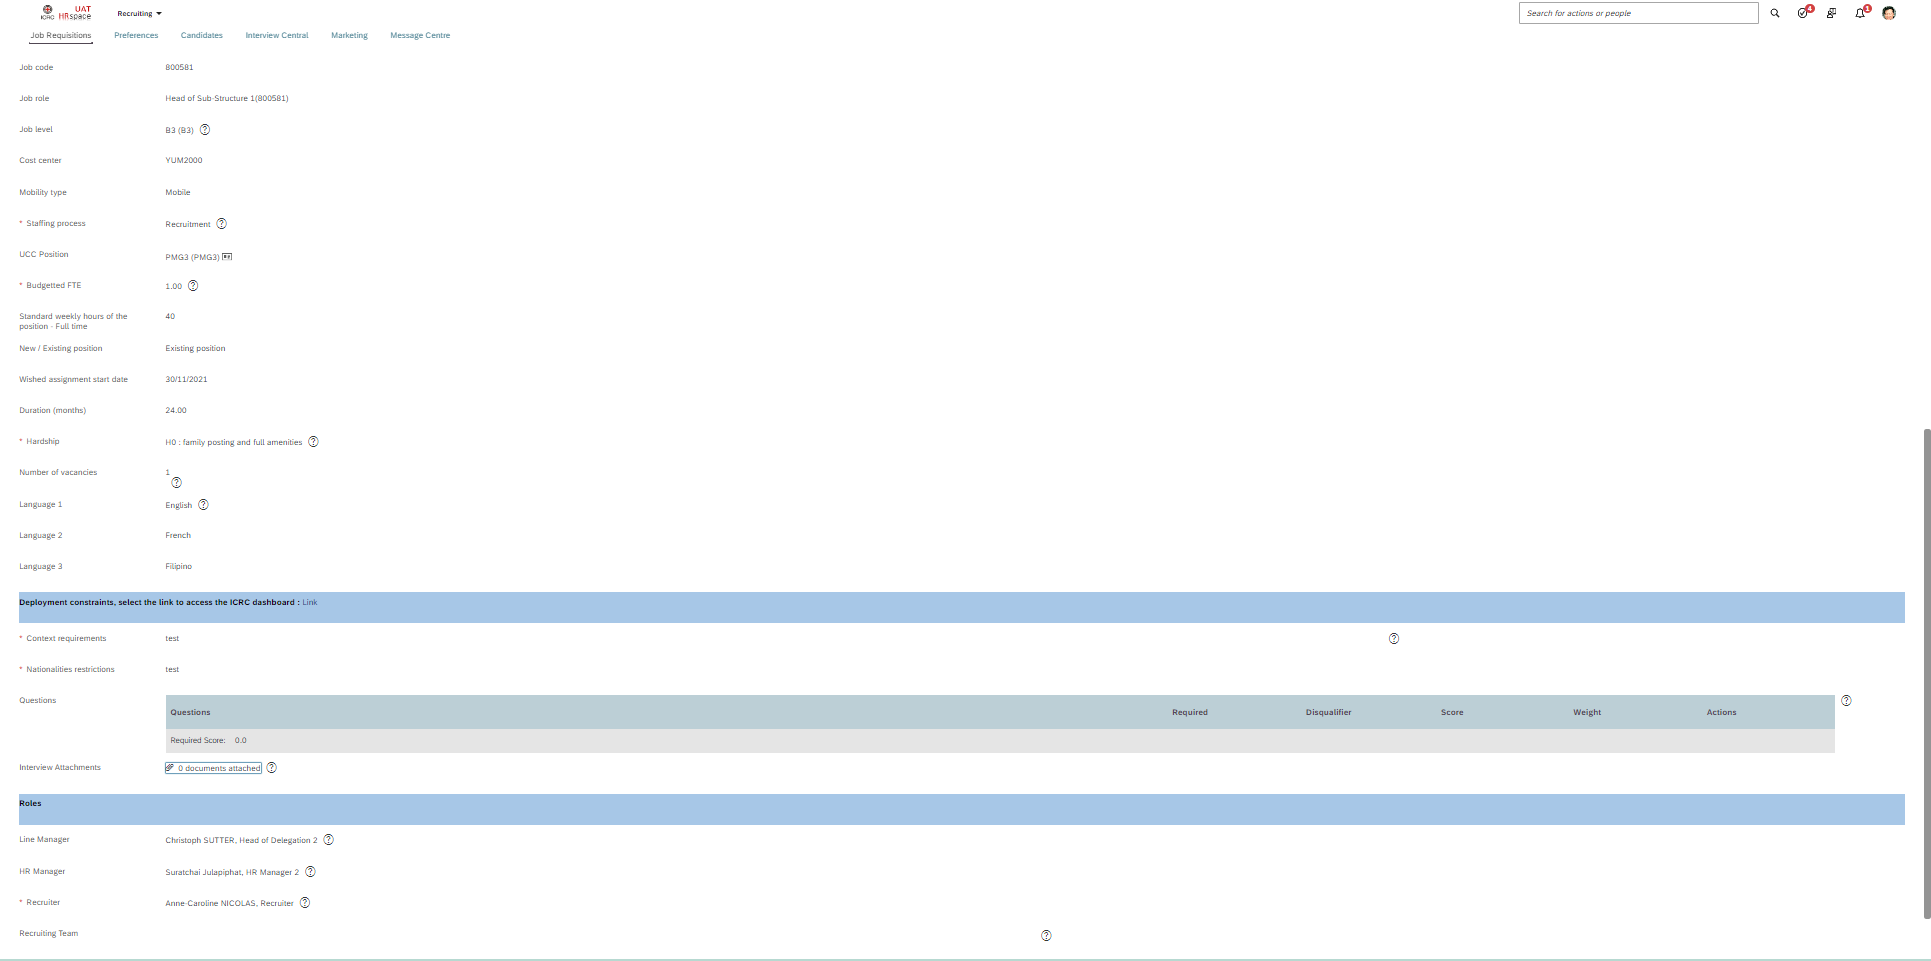 ICRC UAT HRspace Recruiting Search for actions or people 4 1
Job Requisitions Preferences Candidates Interview Central Marketing Message Centre
Job code 800581
Job role Head of Sub-Structure 1(800581)
Job level B3 (B3) ?
Cost center YUM2000
Mobility type Mobile
* Staffing process Recruitment ?
UCC Position PMG3 (PMG3)
* Budgetted FTE 1.00 ?
Standard weekly hours of the position - Full time 40
New / Existing position Existing position
Wished assignment start date 30/11/2021
Duration (months) 24.00
* Hardship H0 : family posting and full amenities ?
Number of vacancies 1
?
Language 1 English ?
Language 2 French
Language 3 Filipino
Deployment constraints, select the link to access the ICRC dashboard : Link
* Context requirements test ?
* Nationalities restrictions test
Questions ?
Questions Required Disqualifier Score Weight Actions
Required Score: 0.0
Interview Attachments 0 documents attached ?
Roles
Line Manager Christoph SUTTER, Head of Delegation 2 ?
HR Manager Suratchai Julapiphat, HR Manager 2 ?
* Recruiter Anne-Caroline NICOLAS, Recruiter ?
Recruiting Team ?